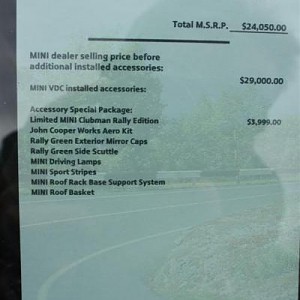 Total M.S.R.P. $24,050.00
MINI dealer selling price before
additional installed accessories:
$29,000.00
MINI VDC installed accessories:
Accessory Special Package:
Limited MINI Clubman Rally Edition $3,999.00
John Cooper Works Aero Kit
Rally Green Exterior Mirror Caps
Rally Green Side Scuttle
MINI Driving Lamps
MINI Sport Stripes
MINI Roof Rack Base Support System
MINI Roof Basket